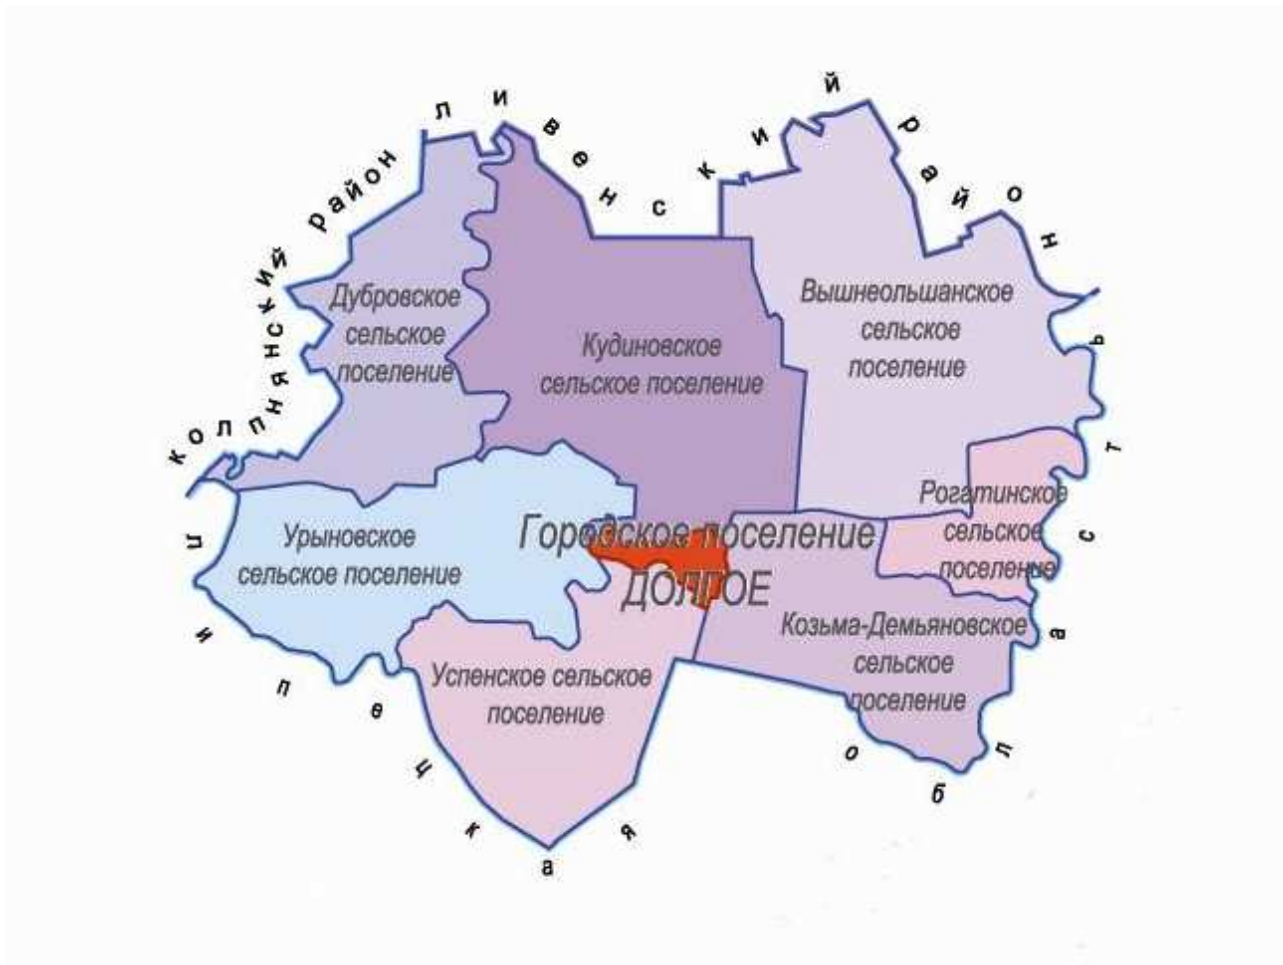 колпнянский район
ливенский район
Дубровское
сельское
поселение
Кудиновское
сельское поселение
Вышнеольшанское
сельское
поселение
Рогатинское
сельское
поселение
Урыновское
сельское поселение
Городское поселение
ДОЛГОЕ
Козьма-Демьяновское
сельское
поселение
Успенское сельское
поселение
липецкая область